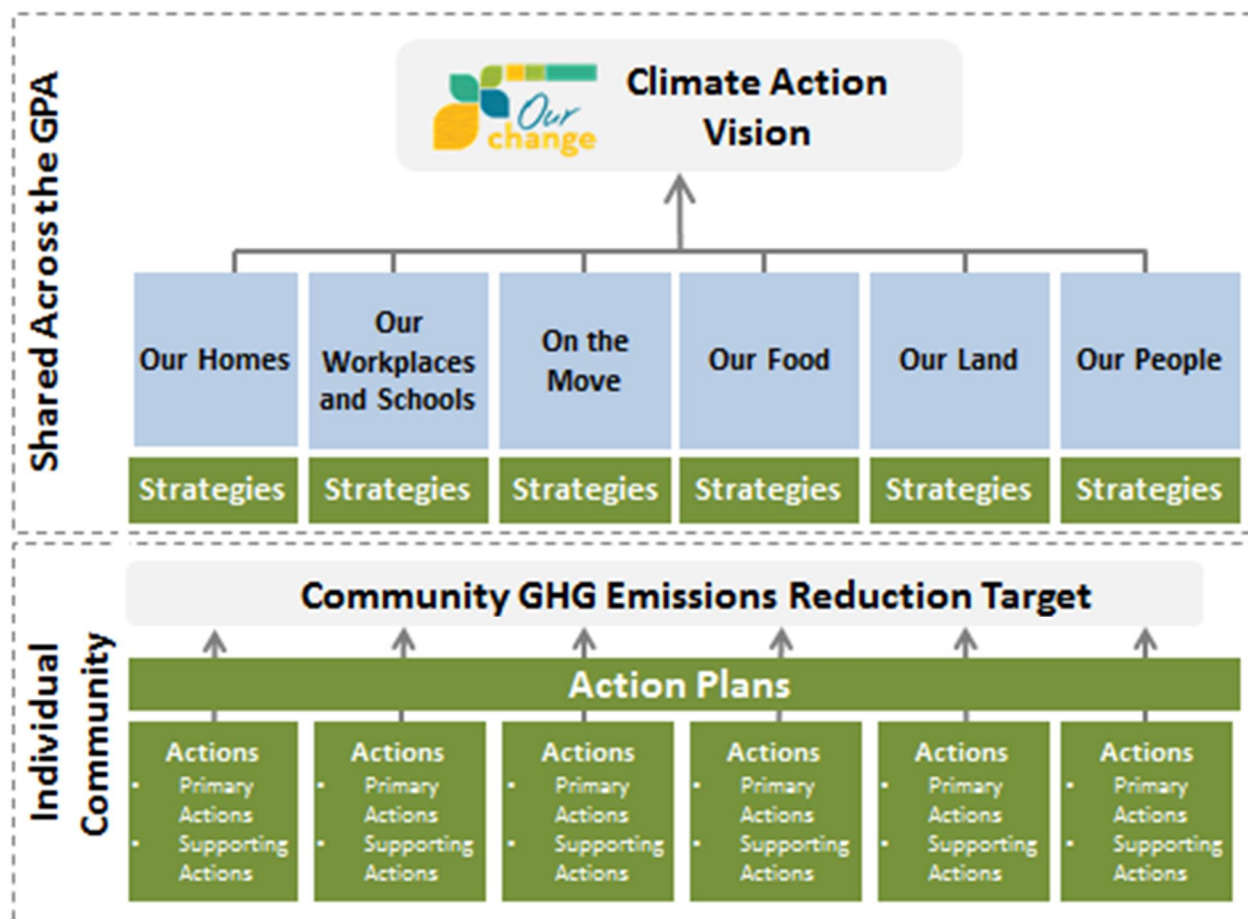 Shared Across the GPA
Our
change
Climate Action
Vision
Our Homes
Our
Workplaces
and Schools
On the
Move
Our Food
Our Land
Our People
Strategies
Strategies
Strategies
Strategies
Strategies
Strategies
Individual
Community
Community GHG Emissions Reduction Target
Action Plans
Actions
▪ Primary
Actions
▪ Supporting
Actions
Actions
▪ Primary
Actions
▪ Supporting
Actions
Actions
▪ Primary
Actions
▪ Supporting
Actions
Actions
▪ Primary
Actions
▪ Supporting
Actions
Actions
▪ Primary
Actions
▪ Supporting
Actions
Actions
▪ Primary
Actions
▪ Supporting
Actions